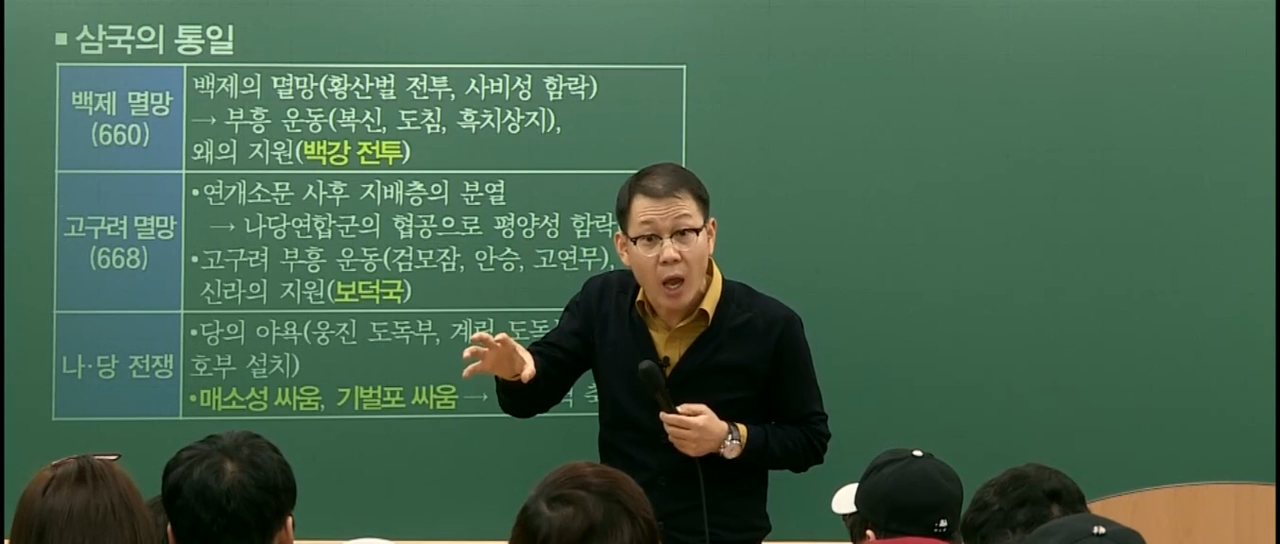 ▪ 삼국의 통일
백제 멸망
(660)
백제의 멸망(황산벌 전투, 사비성 함락)
→ 부흥 운동(복신, 도침, 흑치상지),
왜의 지원(백강 전투)
고구려 멸망
(668)
•연개소문 사후 지배층의 분열
→ 나당연합군의 협공으로 평양성 함락
•고구려 부흥 운동(검모잠, 안승, 고연무),
신라의 지원(보덕국)
나·당 전쟁
•당의 야욕(웅진 도독부, 계림
호부 설치)
•매소성 싸움, 기벌포 싸움 →